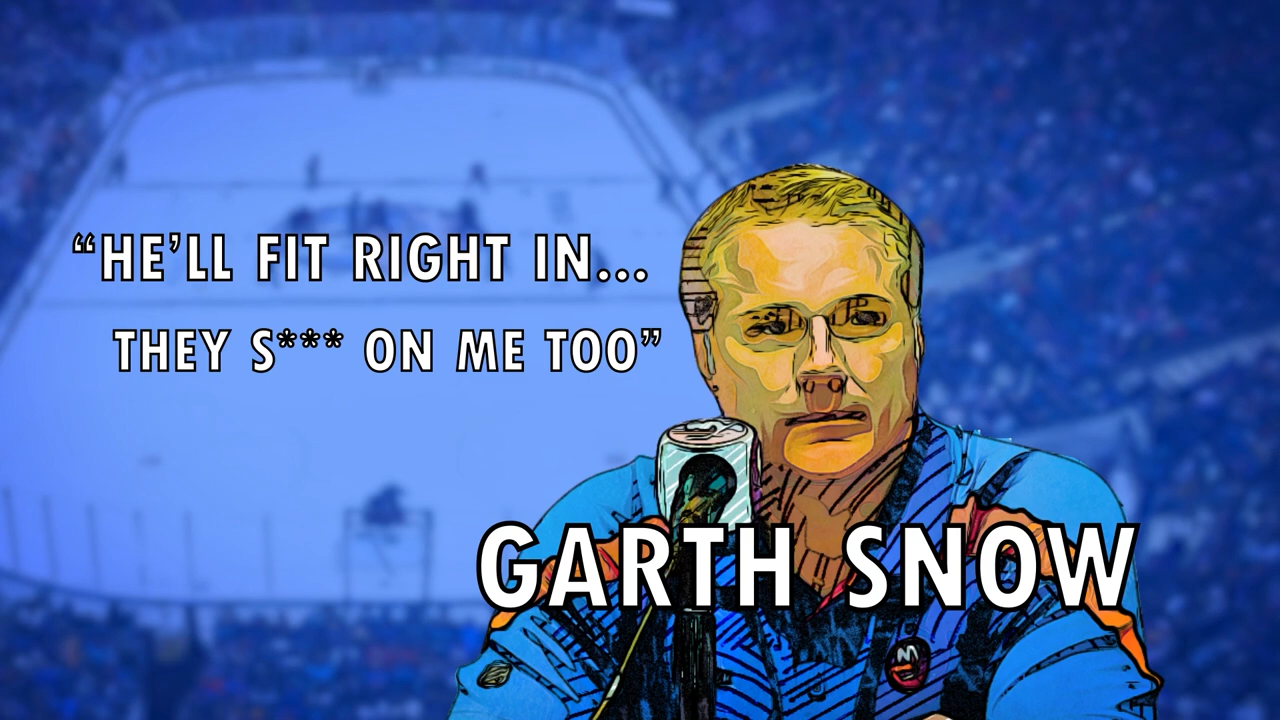 “HE’LL FIT RIGHT IN...
THEY S*** ON ME TOO”
GARTH SNOW